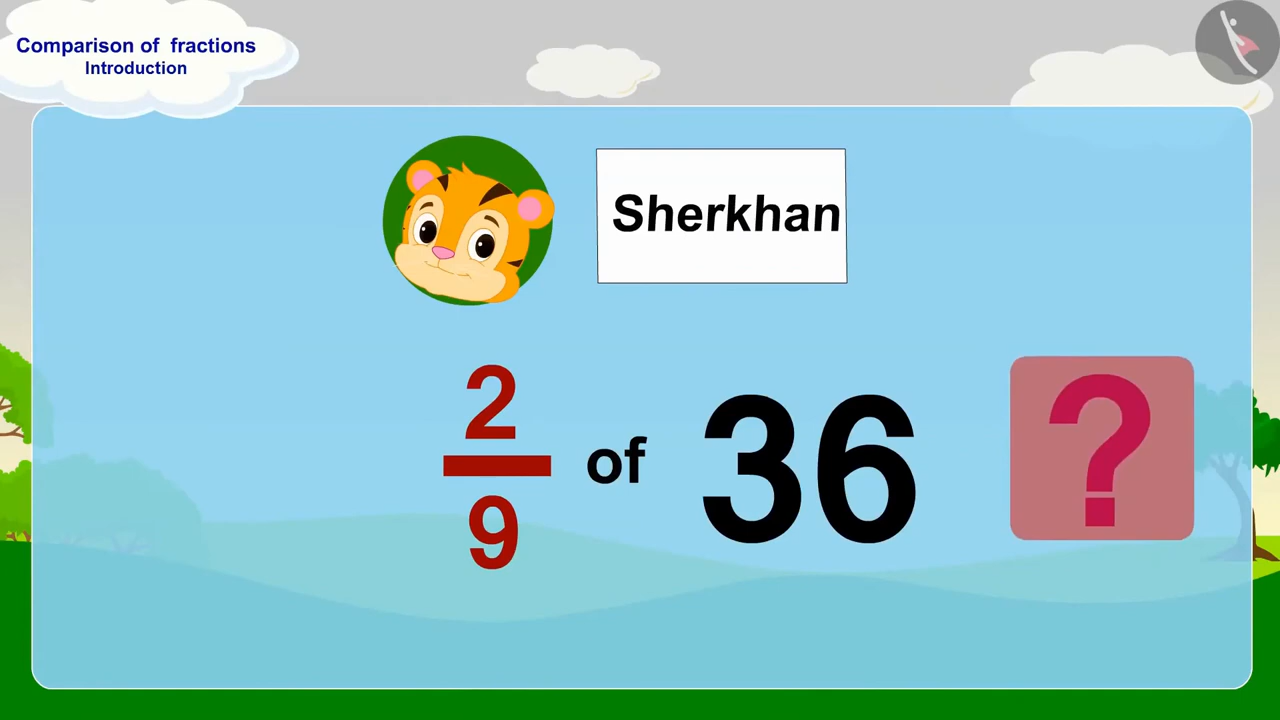 Comparison of fractions
Introduction
Sherkhan
2
9
of 36 ?